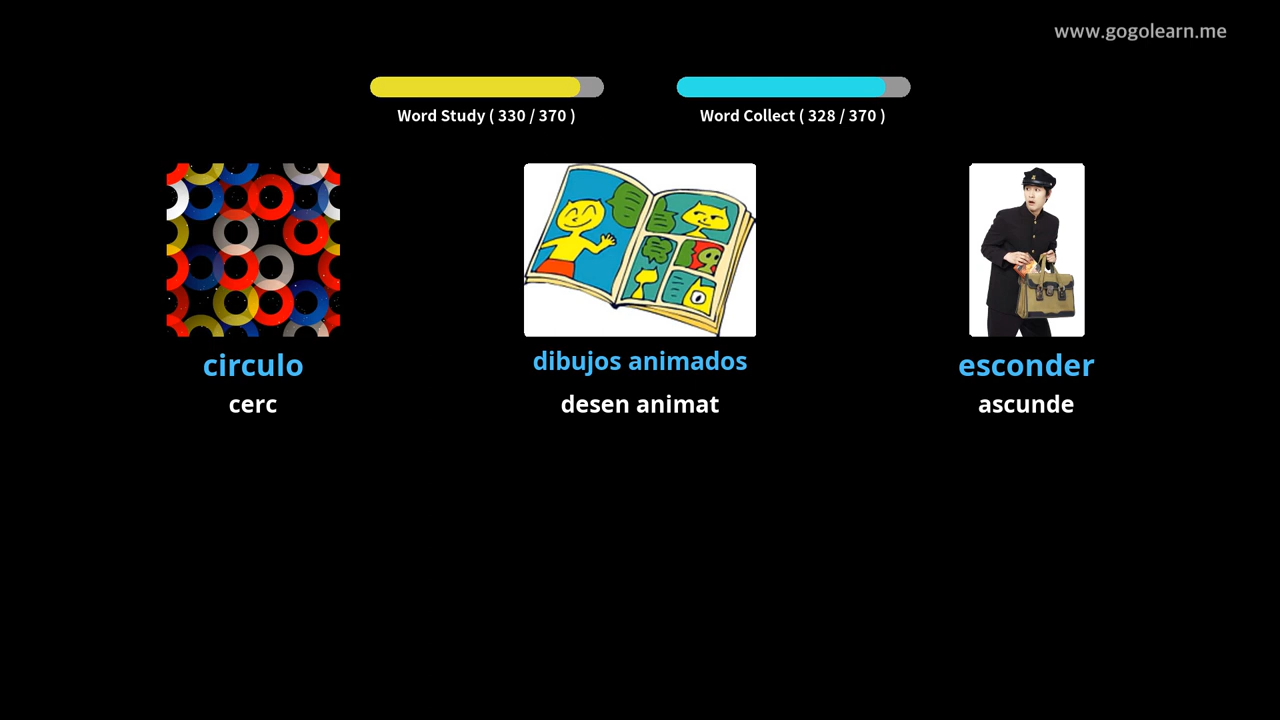 www.gogolearn.me
Word Study ( 330 / 370 )
Word Collect ( 328 / 370 )
circulo
dibujos animados
esconder
cerc
desen animat
ascunde